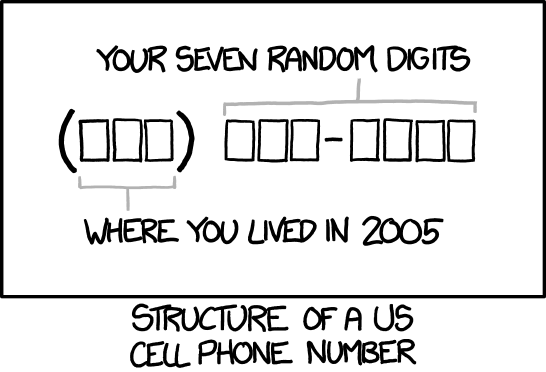 YOUR SEVEN RANDOM DIGITS
(□□□) □□□-□□□□
WHERE YOU LIVED IN 2005
STRUCTURE OF A US
CELL PHONE NUMBER